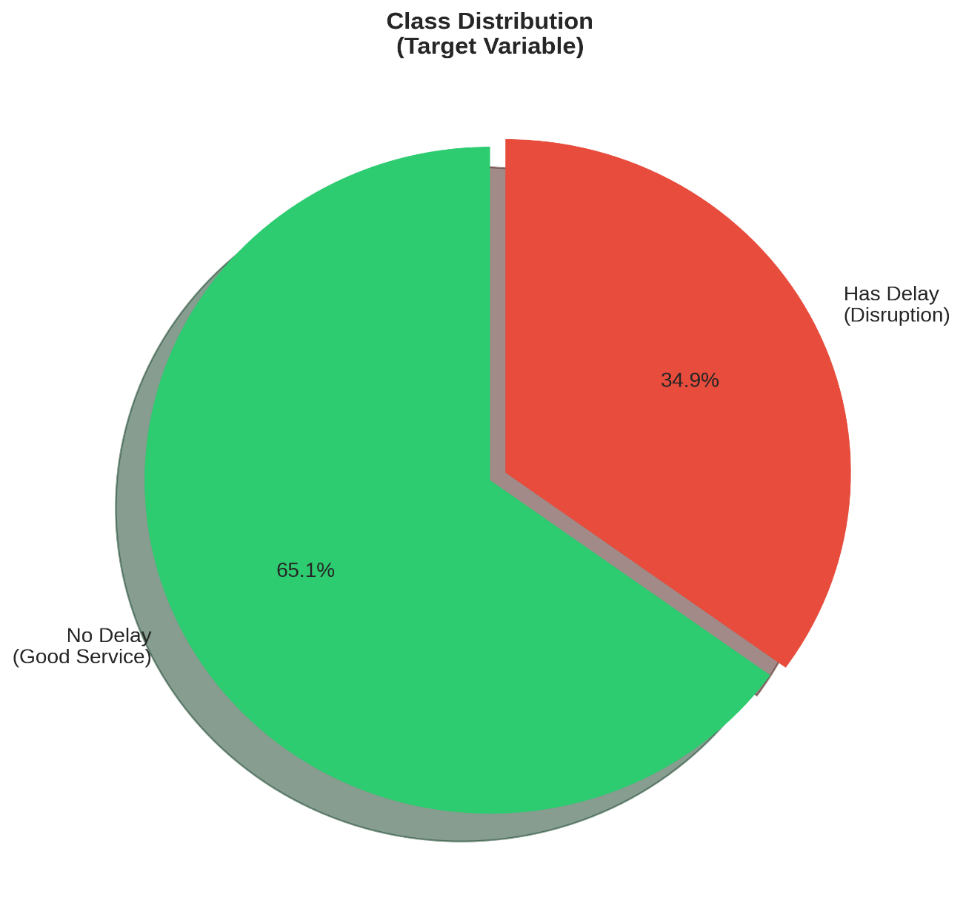 Class Distribution
(Target Variable)
Has Delay
(Disruption)
34.9%
65.1%
No Delay
(Good Service)